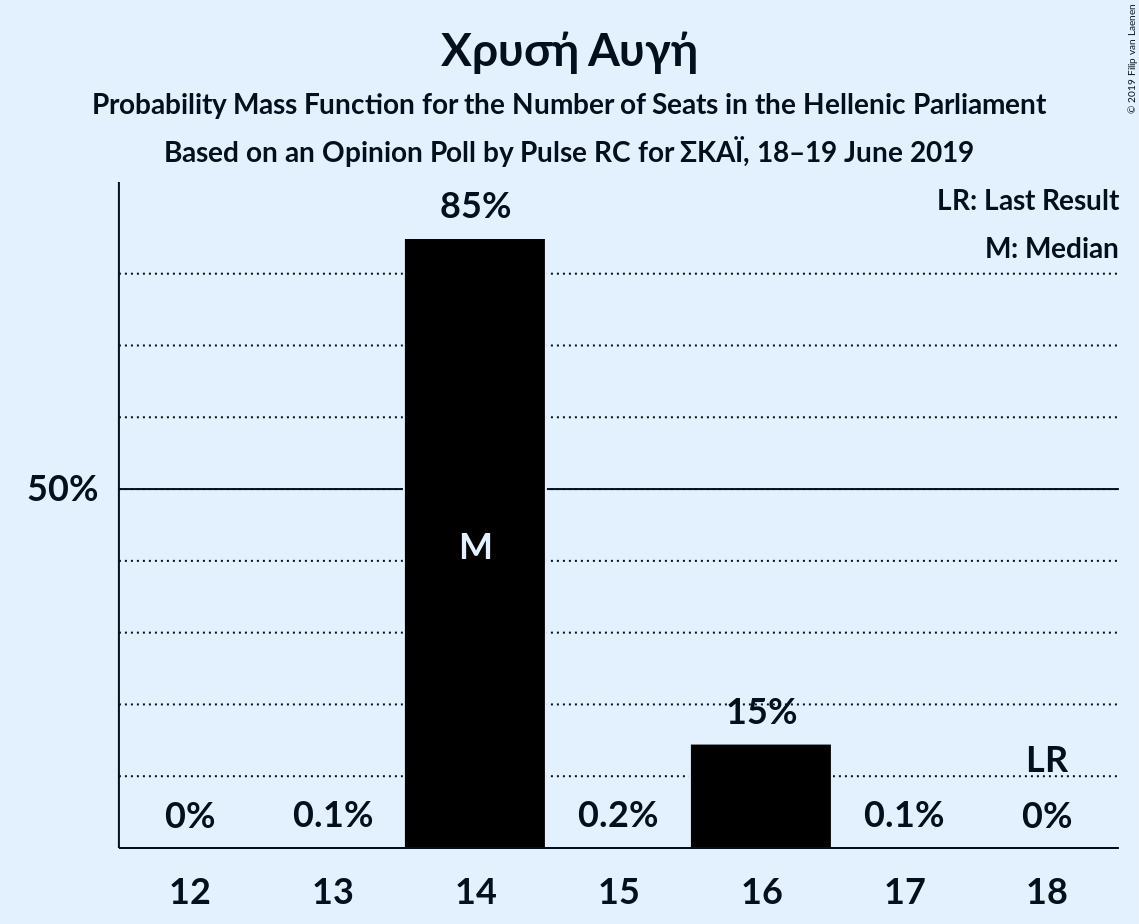 Χρυσή Αυγή
Probability Mass Function for the Number of Seats in the Hellenic Parliament
Based on an Opinion Poll by Pulse RC for ΣΚΑΪ, 18–19 June 2019
© 2019 Filip van Laenen
LR: Last Result
M: Median
85%
50%
M
15%
LR
0%
0.1%
0.2%
0.1%
0%
12
13
14
15
16
17
18